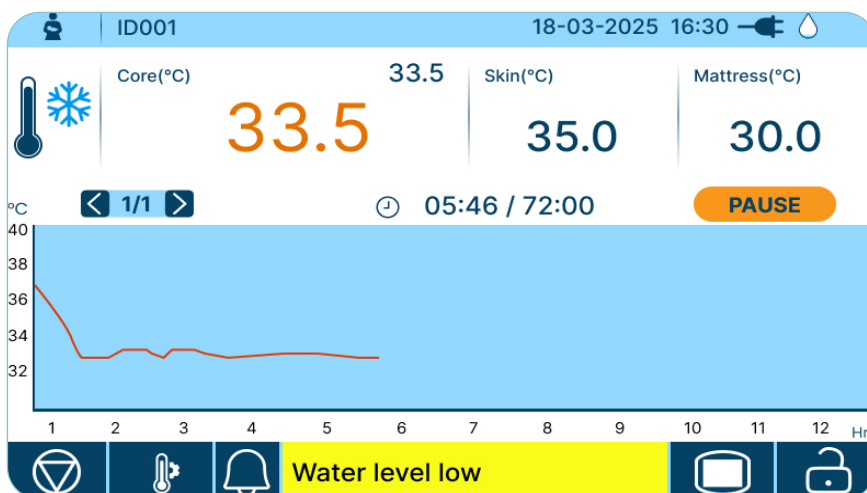 ID001 18-03-2025 16:30
Core(°C) 33.5 Skin(°C) Mattress(°C)
33.5 35.0 30.0
1/1 05:46 / 72:00 PAUSE
°C
40
38
36
34
32
1 2 3 4 5 6 7 8 9 10 11 12 Hr
Water level low